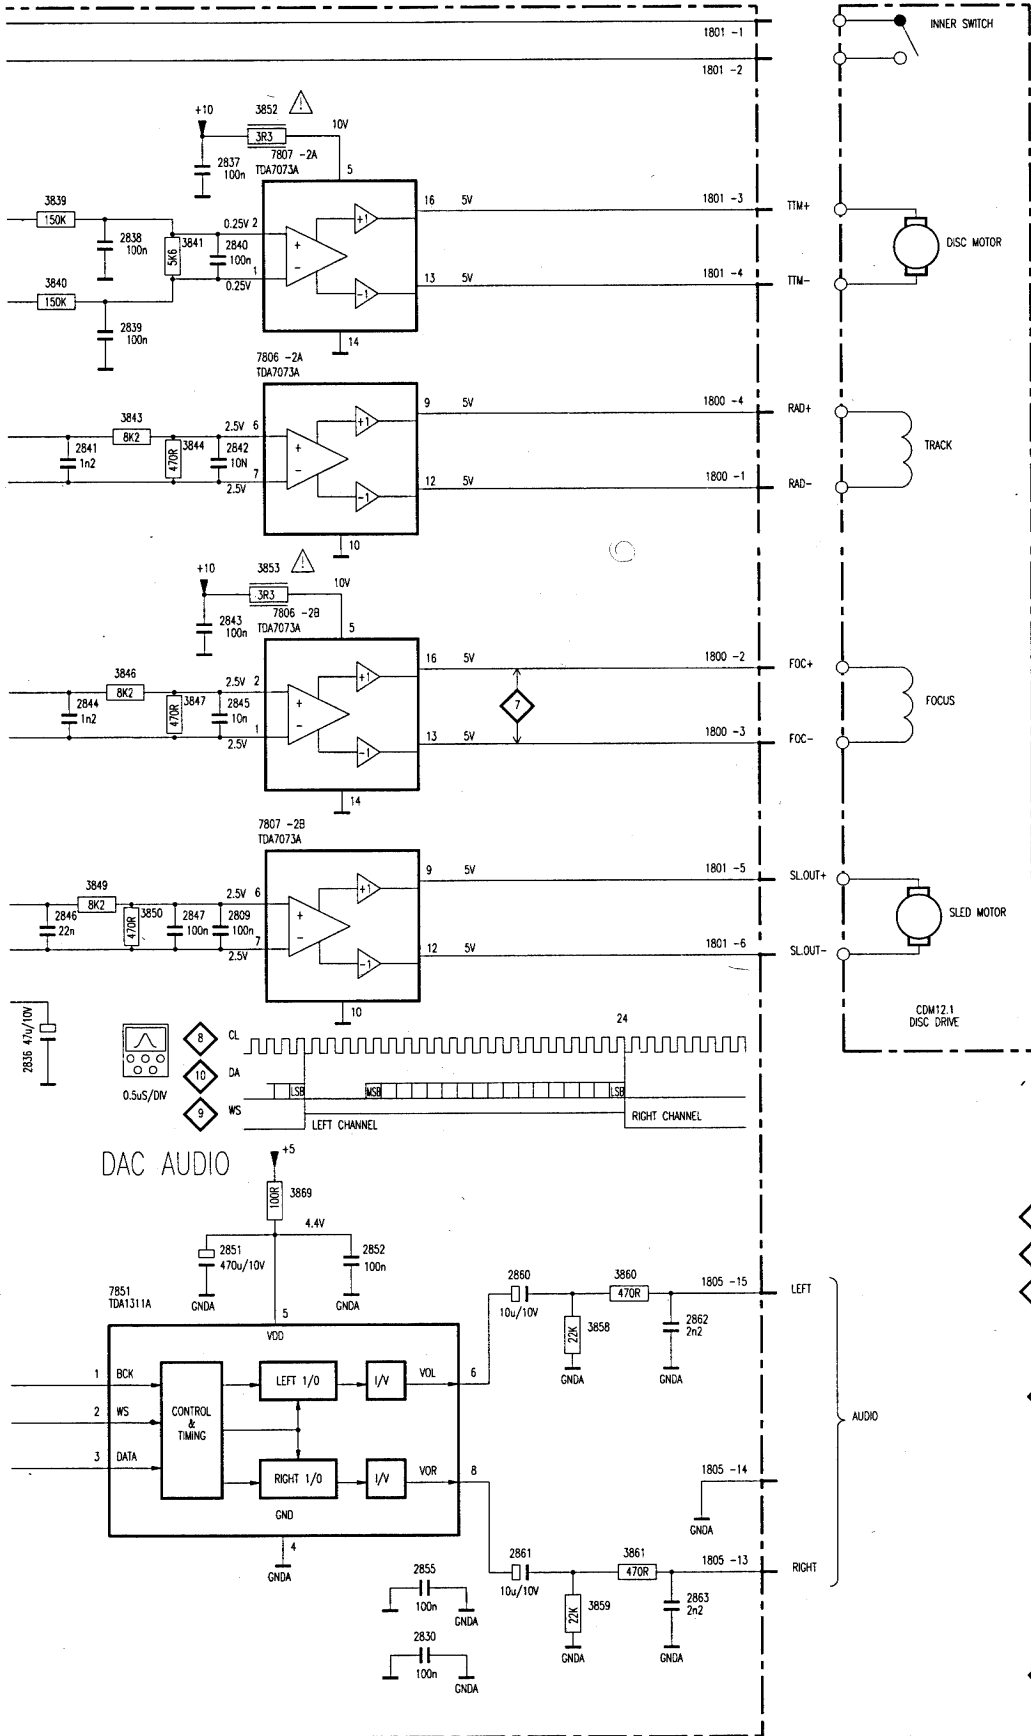 1801 -1
INNER SWITCH
1801 -2
+10
3852
3R3
10V
2837
100n
7807 -2A
TDA7073A
5
3839
150K
2838
100n
3841
5K6
2840
100n
0.25V 2
+
−
1
0.25V
+1
−1
16 5V
1801 -3
TTM+
DISC MOTOR
13 5V
1801 -4
TTM-
3840
150K
2839
100n
14
7806 -2A
TDA7073A
3843
8K2
2841
1n2
3844
470R
2842
10N
2.5V 6
+
−
7
2.5V
+1
−1
9 5V
1800 -4
RAD+
TRACK
12 5V
1800 -1
RAD-
10
+10
3853
3R3
10V
2843
100n
7806 -2B
TDA7073A
5
3846
8K2
2844
1n2
3847
470R
2845
10n
2.5V 2
+
−
1
2.5V
+1
−1
16 5V
1800 -2
FOC+
7
FOCUS
13 5V
1800 -3
FOC-
14
7807 -2B
TDA7073A
3849
8K2
2846
22n
3850
470R
2847
100n
2809
100n
2.5V 6
+
−
7
2.5V
+1
−1
9 5V
1801 -5
SL.OUT+
SLED MOTOR
12 5V
1801 -6
SL.OUT-
10
CDM12.1
DISC DRIVE
2836 47u/10V
0.5uS/DIV
8 CL
24
10 DA
LSB
MSB
LSB
9 WS
LEFT CHANNEL
RIGHT CHANNEL
DAC AUDIO
+5
100R
3869
4.4V
2851
470u/10V
GNDA
2852
100n
GNDA
7851
TDA1311A
5
VDD
1 BCK
2 WS
3 DATA
CONTROL
&
TIMING
LEFT 1/0
I/V
VOL
6
RIGHT 1/0
I/V
VOR
8
GND
4
GNDA
2860
10u/10V
3860
470R
1805 -15
LEFT
22K
3858
GNDA
2862
2n2
GNDA
AUDIO
1805 -14
GNDA
2861
10u/10V
3861
470R
1805 -13
RIGHT
22K
3859
GNDA
2863
2n2
GNDA
2855
100n
GNDA
2830
100n
GNDA